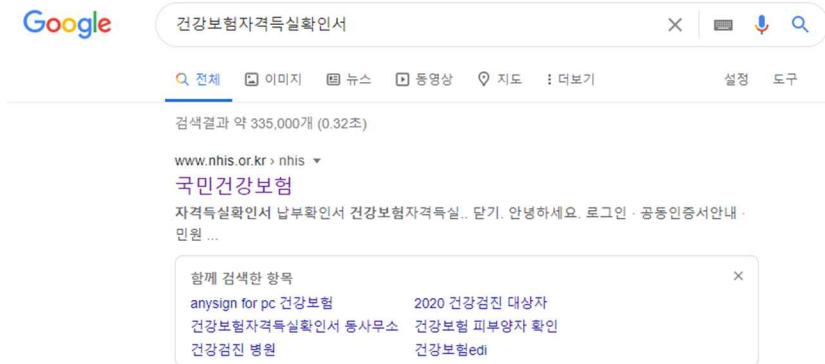 Google 건강보험자격득실확인서
전체 이미지 뉴스 동영상 지도 더보기 설정 도구
검색결과 약 335,000개 (0.32초)
www.nhis.or.kr › nhis
국민건강보험
자격득실확인서 납부확인서 건강보험자격득실.. 닫기. 안녕하세요. 로그인 · 공동인증서안내 ·
민원 ...
함께 검색한 항목
anysign for pc 건강보험 2020 건강검진 대상자
건강보험자격득실확인서 동사무소 건강보험 피부양자 확인
건강검진 병원 건강보험edi